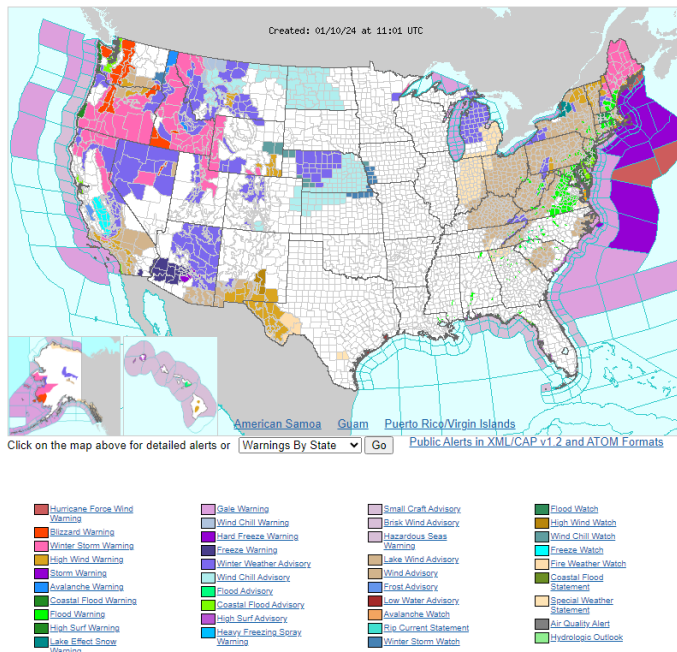 Created: 01/10/24 at 11:01 UTC
American Samoa Guam Puerto Rico/Virgin Islands
Click on the map above for detailed alerts or Warnings By State Go Public Alerts in XML/CAP v1.2 and ATOM Formats
Hurricane Force Wind
Warning
Blizzard Warning
Winter Storm Warning
High Wind Warning
Storm Warning
Avalanche Warning
Coastal Flood Warning
Flood Warning
High Surf Warning
Lake Effect Snow
Warning
Gale Warning
Wind Chill Warning
Hard Freeze Warning
Freeze Warning
Winter Weather Advisory
Wind Chill Advisory
Flood Advisory
Coastal Flood Advisory
High Surf Advisory
Heavy Freezing Spray
Warning
Small Craft Advisory
Brisk Wind Advisory
Hazardous Seas
Warning
Lake Wind Advisory
Wind Advisory
Frost Advisory
Low Water Advisory
Avalanche Watch
Rip Current Statement
Winter Storm Watch
Flood Watch
High Wind Watch
Wind Chill Watch
Freeze Watch
Fire Weather Watch
Coastal Flood
Statement
Special Weather
Statement
Air Quality Alert
Hydrologic Outlook